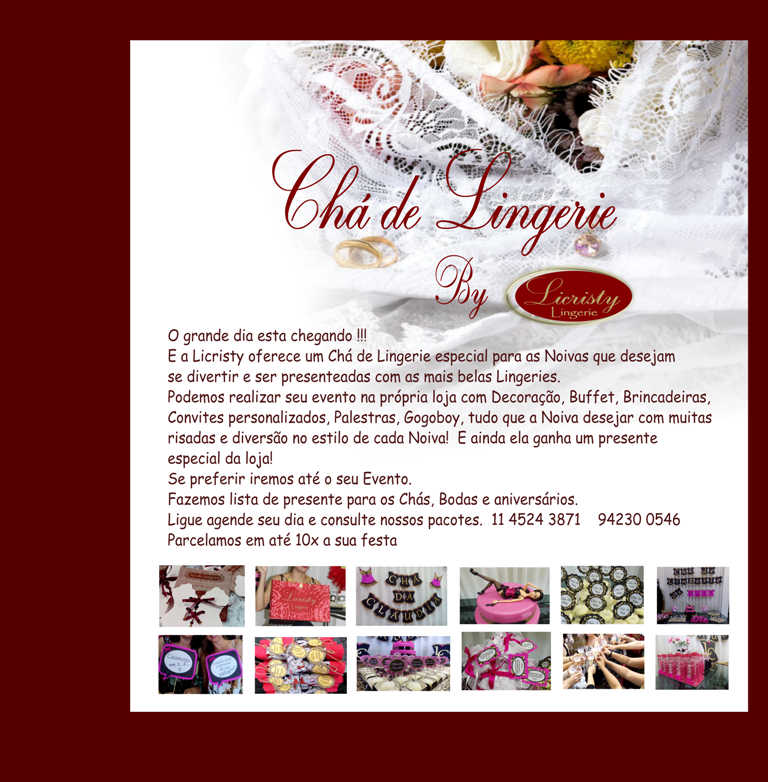 Chá de Lingerie
By Licristy
Lingerie
O grande dia esta chegando !!!
E a Licristy oferece um Chá de Lingerie especial para as Noivas que desejam
se divertir e ser presenteadas com as mais belas Lingeries.
Podemos realizar seu evento na própria loja com Decoração, Buffet, Brincadeiras,
Convites personalizados, Palestras, Gogoboy, tudo que a Noiva desejar com muitas
risadas e diversão no estilo de cada Noiva! E ainda ela ganha um presente
especial da loja!
Se preferir iremos até o seu Evento.
Fazemos lista de presente para os Chás, Bodas e aniversários.
Ligue agende seu dia e consulte nossos pacotes. 11 4524 3871 94230 0546
Parcelamos em até 10x a sua festa
Licristy
CHÁ
DA
CLAUDIA